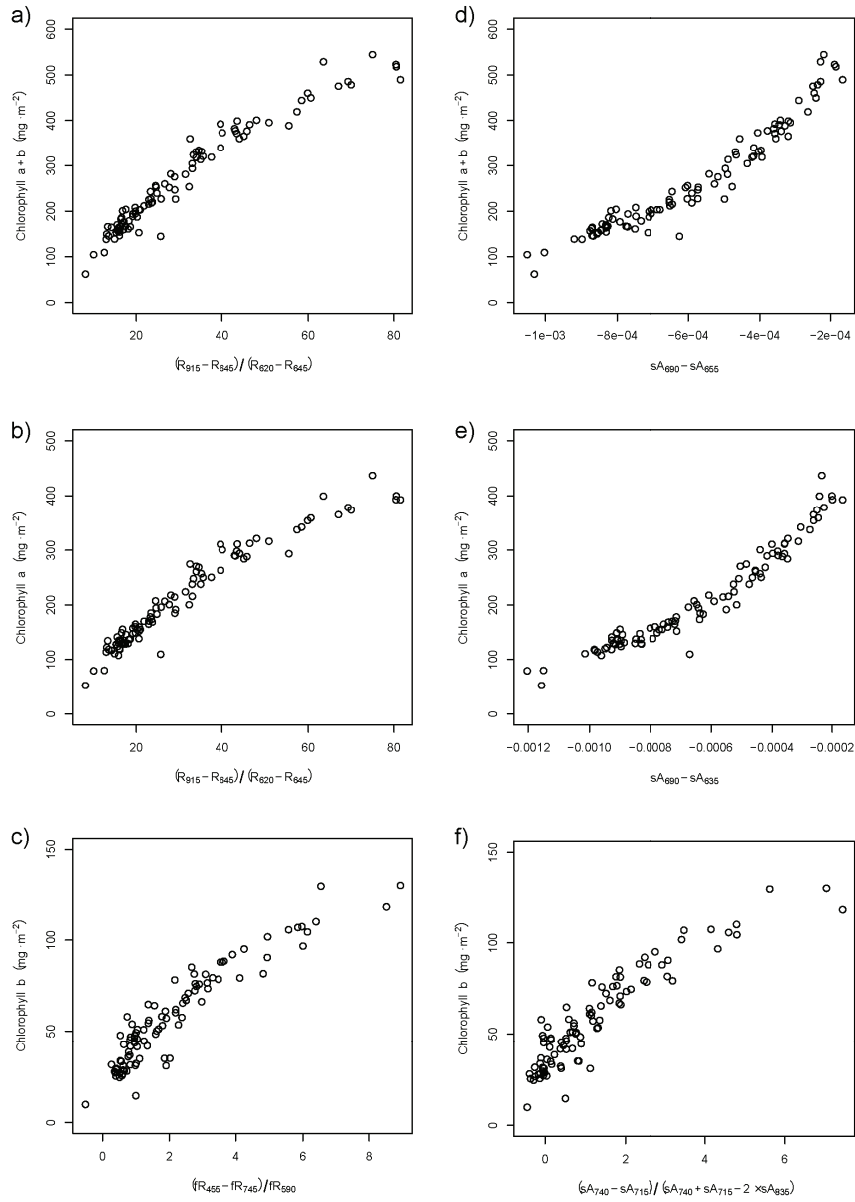 a)
Chlorophyll a + b (mg · m⁻²)
0 100 200 300 400 500 600
20 40 60 80
(R₉₁₅ − R₆₄₅) / (R₆₂₀ − R₆₄₅)
d)
Chlorophyll a + b (mg · m⁻²)
0 100 200 300 400 500 600
−1e−03 −8e−04 −6e−04 −4e−04 −2e−04
sA₆₉₀ − sA₆₅₅
b)
Chlorophyll a (mg · m⁻²)
0 100 200 300 400 500
20 40 60 80
(R₉₁₅ − R₆₄₅) / (R₆₂₀ − R₆₄₅)
e)
Chlorophyll a (mg · m⁻²)
0 100 200 300 400 500
−0.0012 −0.0010 −0.0008 −0.0006 −0.0004 −0.0002
sA₆₉₀ − sA₆₃₅
c)
Chlorophyll b (mg · m⁻²)
0 50 100 150
0 2 4 6 8
(fR₄₅₅ − fR₇₄₅) / fR₅₉₀
f)
Chlorophyll b (mg · m⁻²)
0 50 100 150
0 2 4 6
(sA₇₄₀ − sA₇₁₅) / (sA₇₄₀ + sA₇₁₅ − 2 × sA₈₃₅)